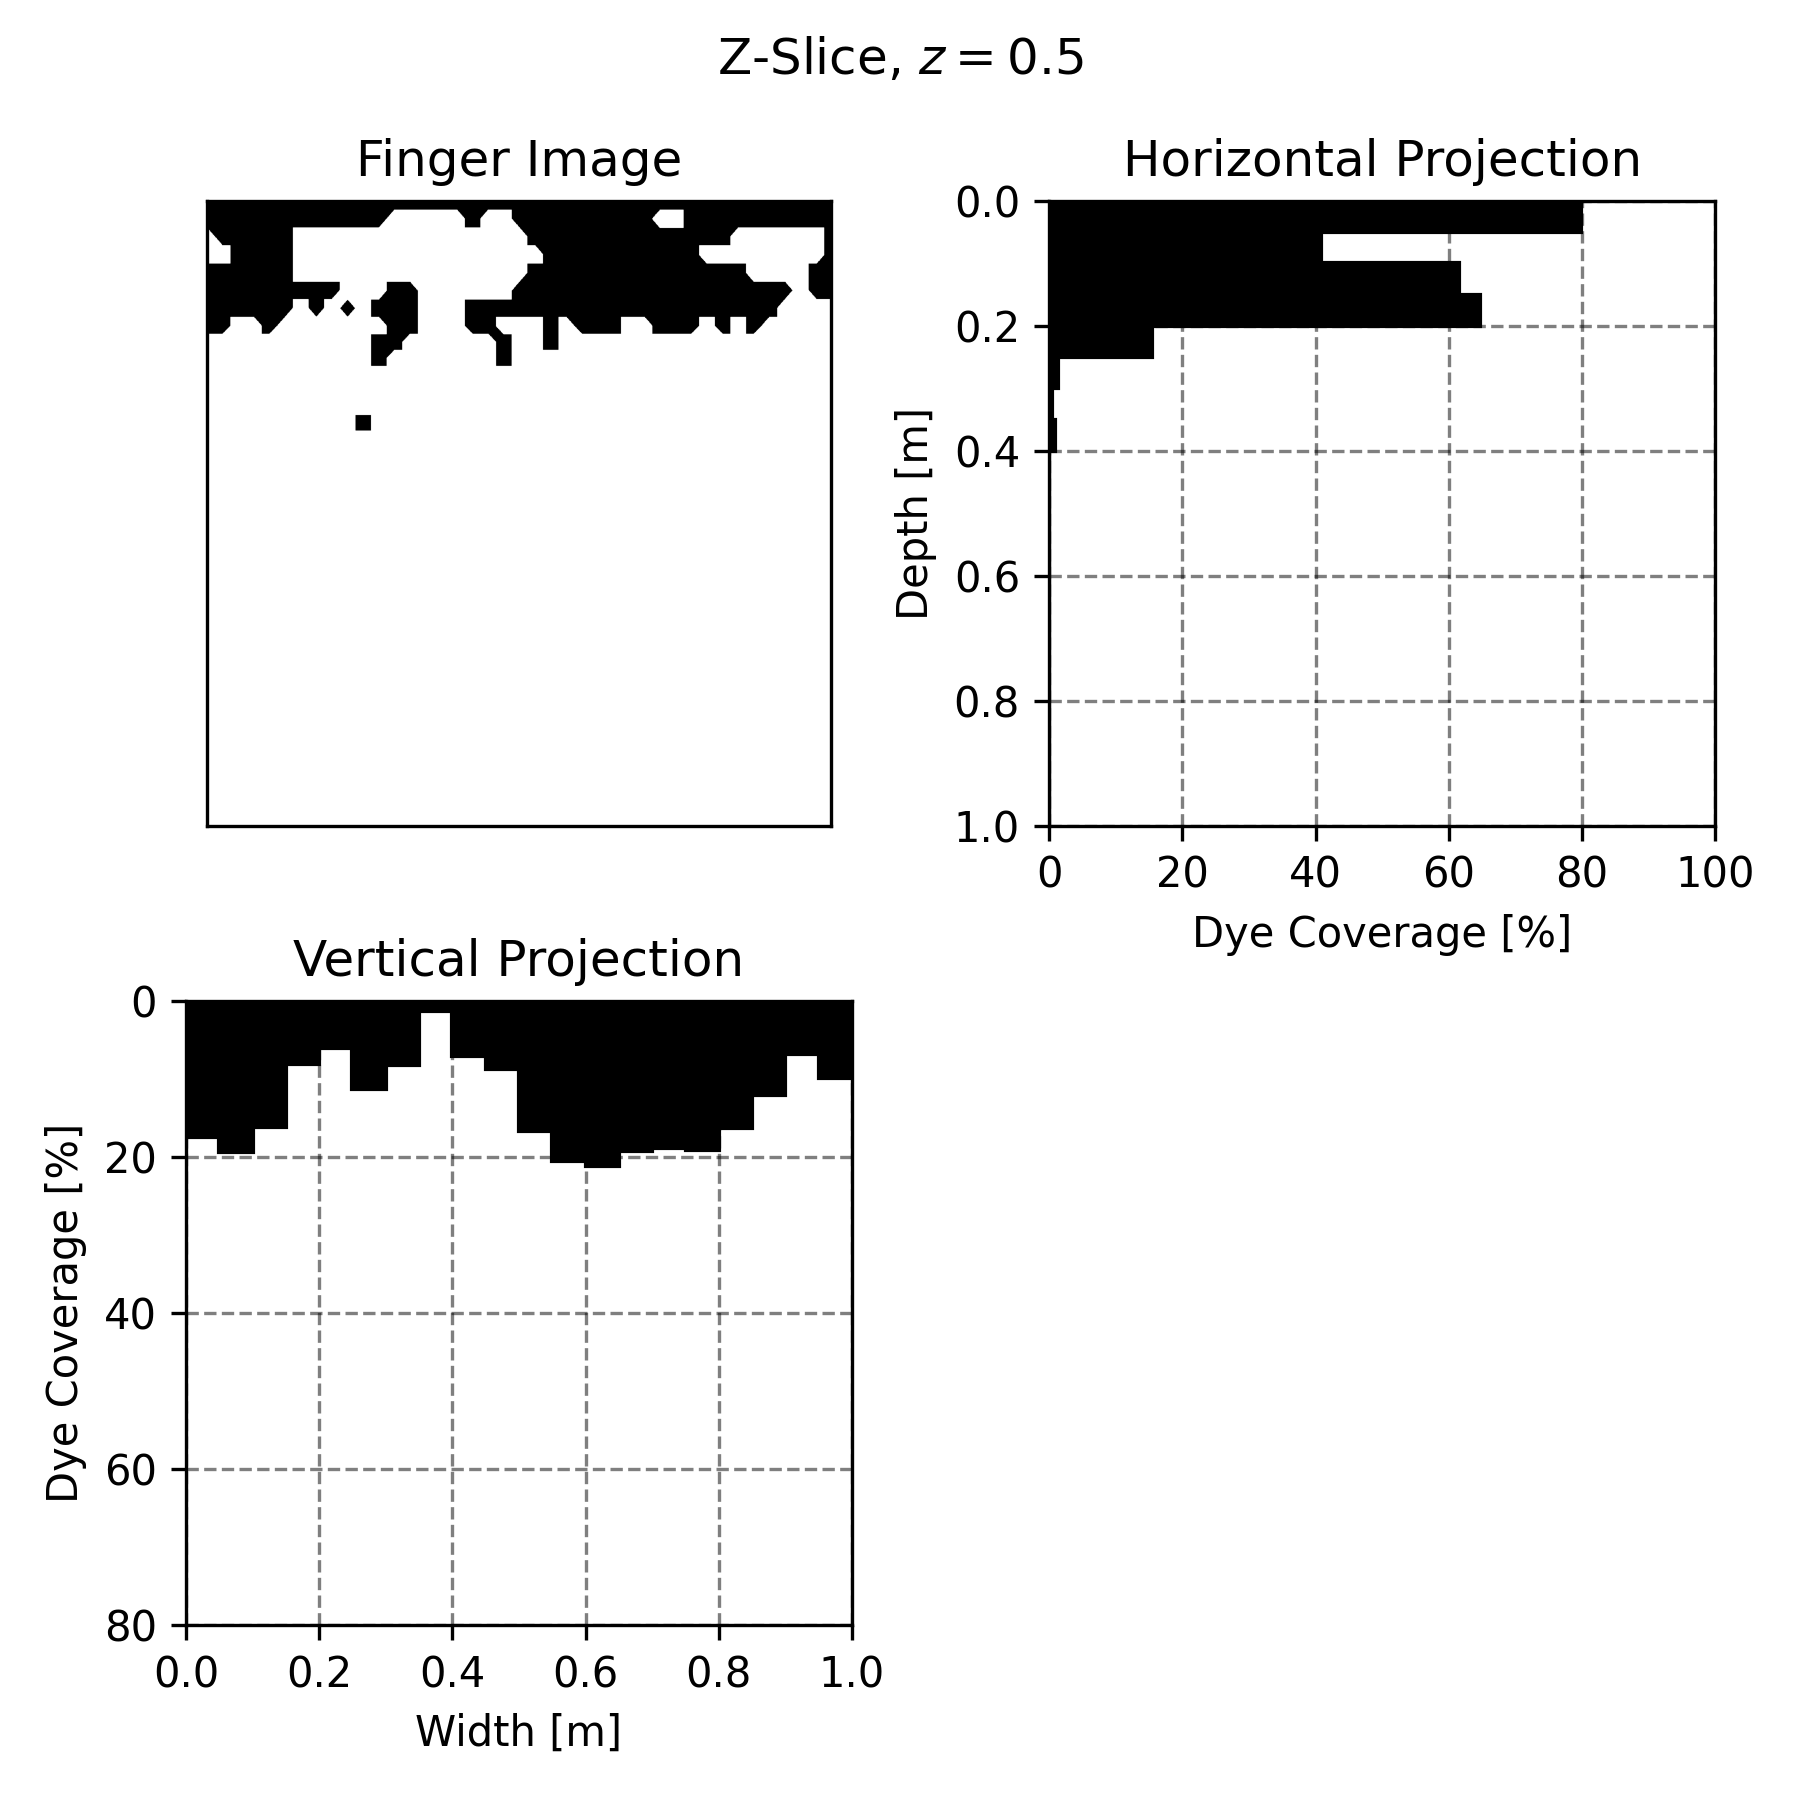 Z-Slice, z = 0.5
Finger Image
Horizontal Projection
0.0
0.2
0.4
0.6
0.8
1.0
Depth [m]
0 20 40 60 80 100
Dye Coverage [%]
Vertical Projection
0
20
40
60
80
Dye Coverage [%]
0.0 0.2 0.4 0.6 0.8 1.0
Width [m]